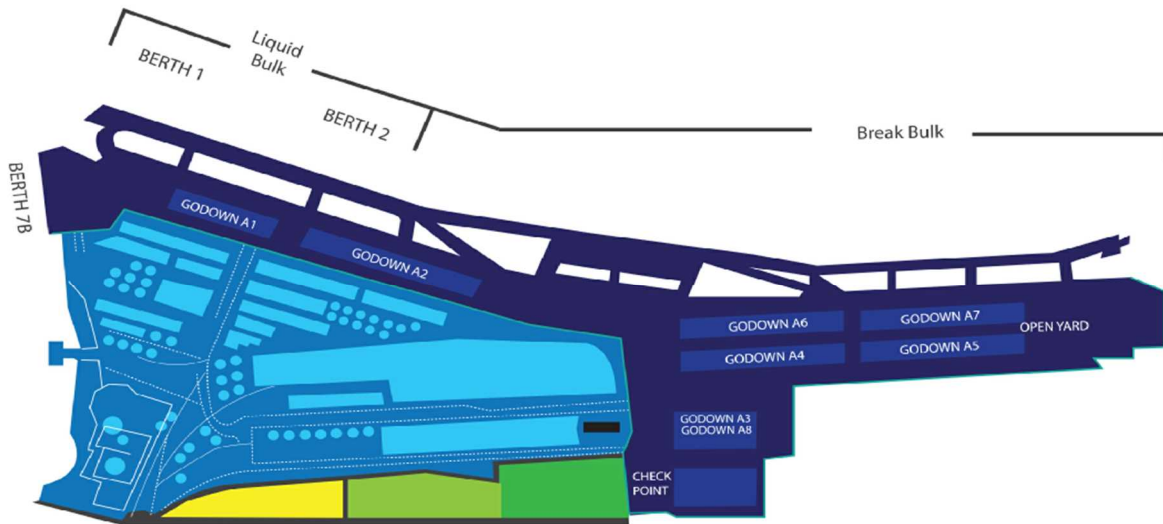 Liquid
Bulk
BERTH 1
BERTH 2
Break Bulk
BERTH 7B
GODOWN A1
GODOWN A2
GODOWN A6
GODOWN A7
OPEN YARD
GODOWN A4
GODOWN A5
GODOWN A3
GODOWN A8
CHECK
POINT